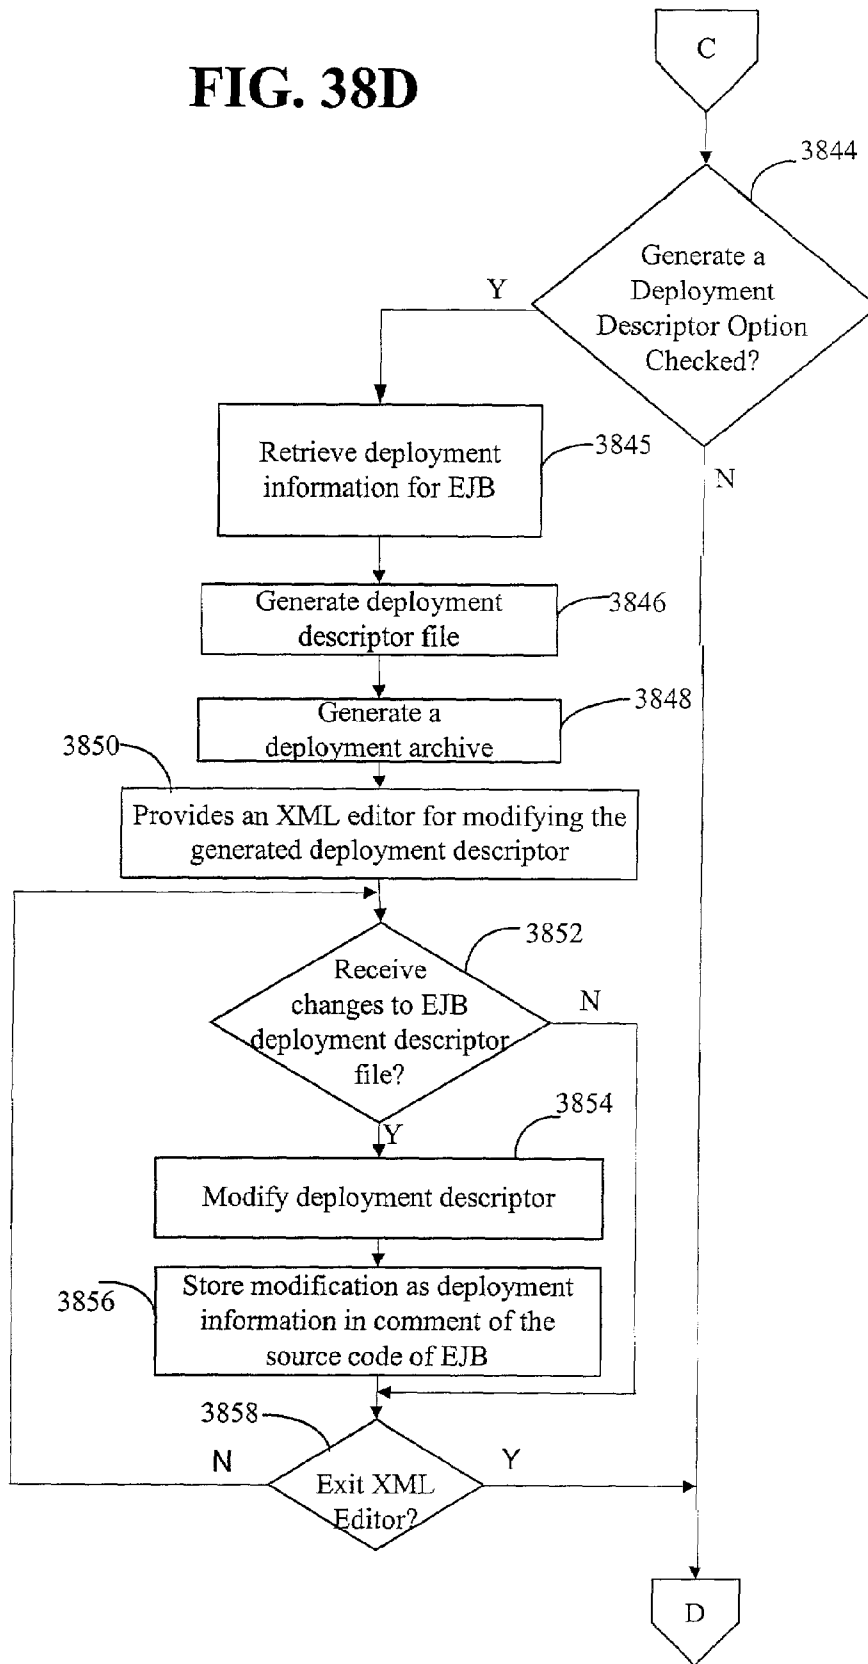 FIG. 38D
C
3844
Generate a
Deployment
Descriptor Option
Checked?
Y
N
Retrieve deployment
information for EJB
3845
Generate deployment
descriptor file
3846
Generate a
deployment archive
3848
3850
Provides an XML editor for modifying the
generated deployment descriptor
3852
Receive
changes to EJB
deployment descriptor
file?
N
Y
3854
Modify deployment descriptor
3856
Store modification as deployment
information in comment of the
source code of EJB
3858
N
Exit XML
Editor?
Y
D